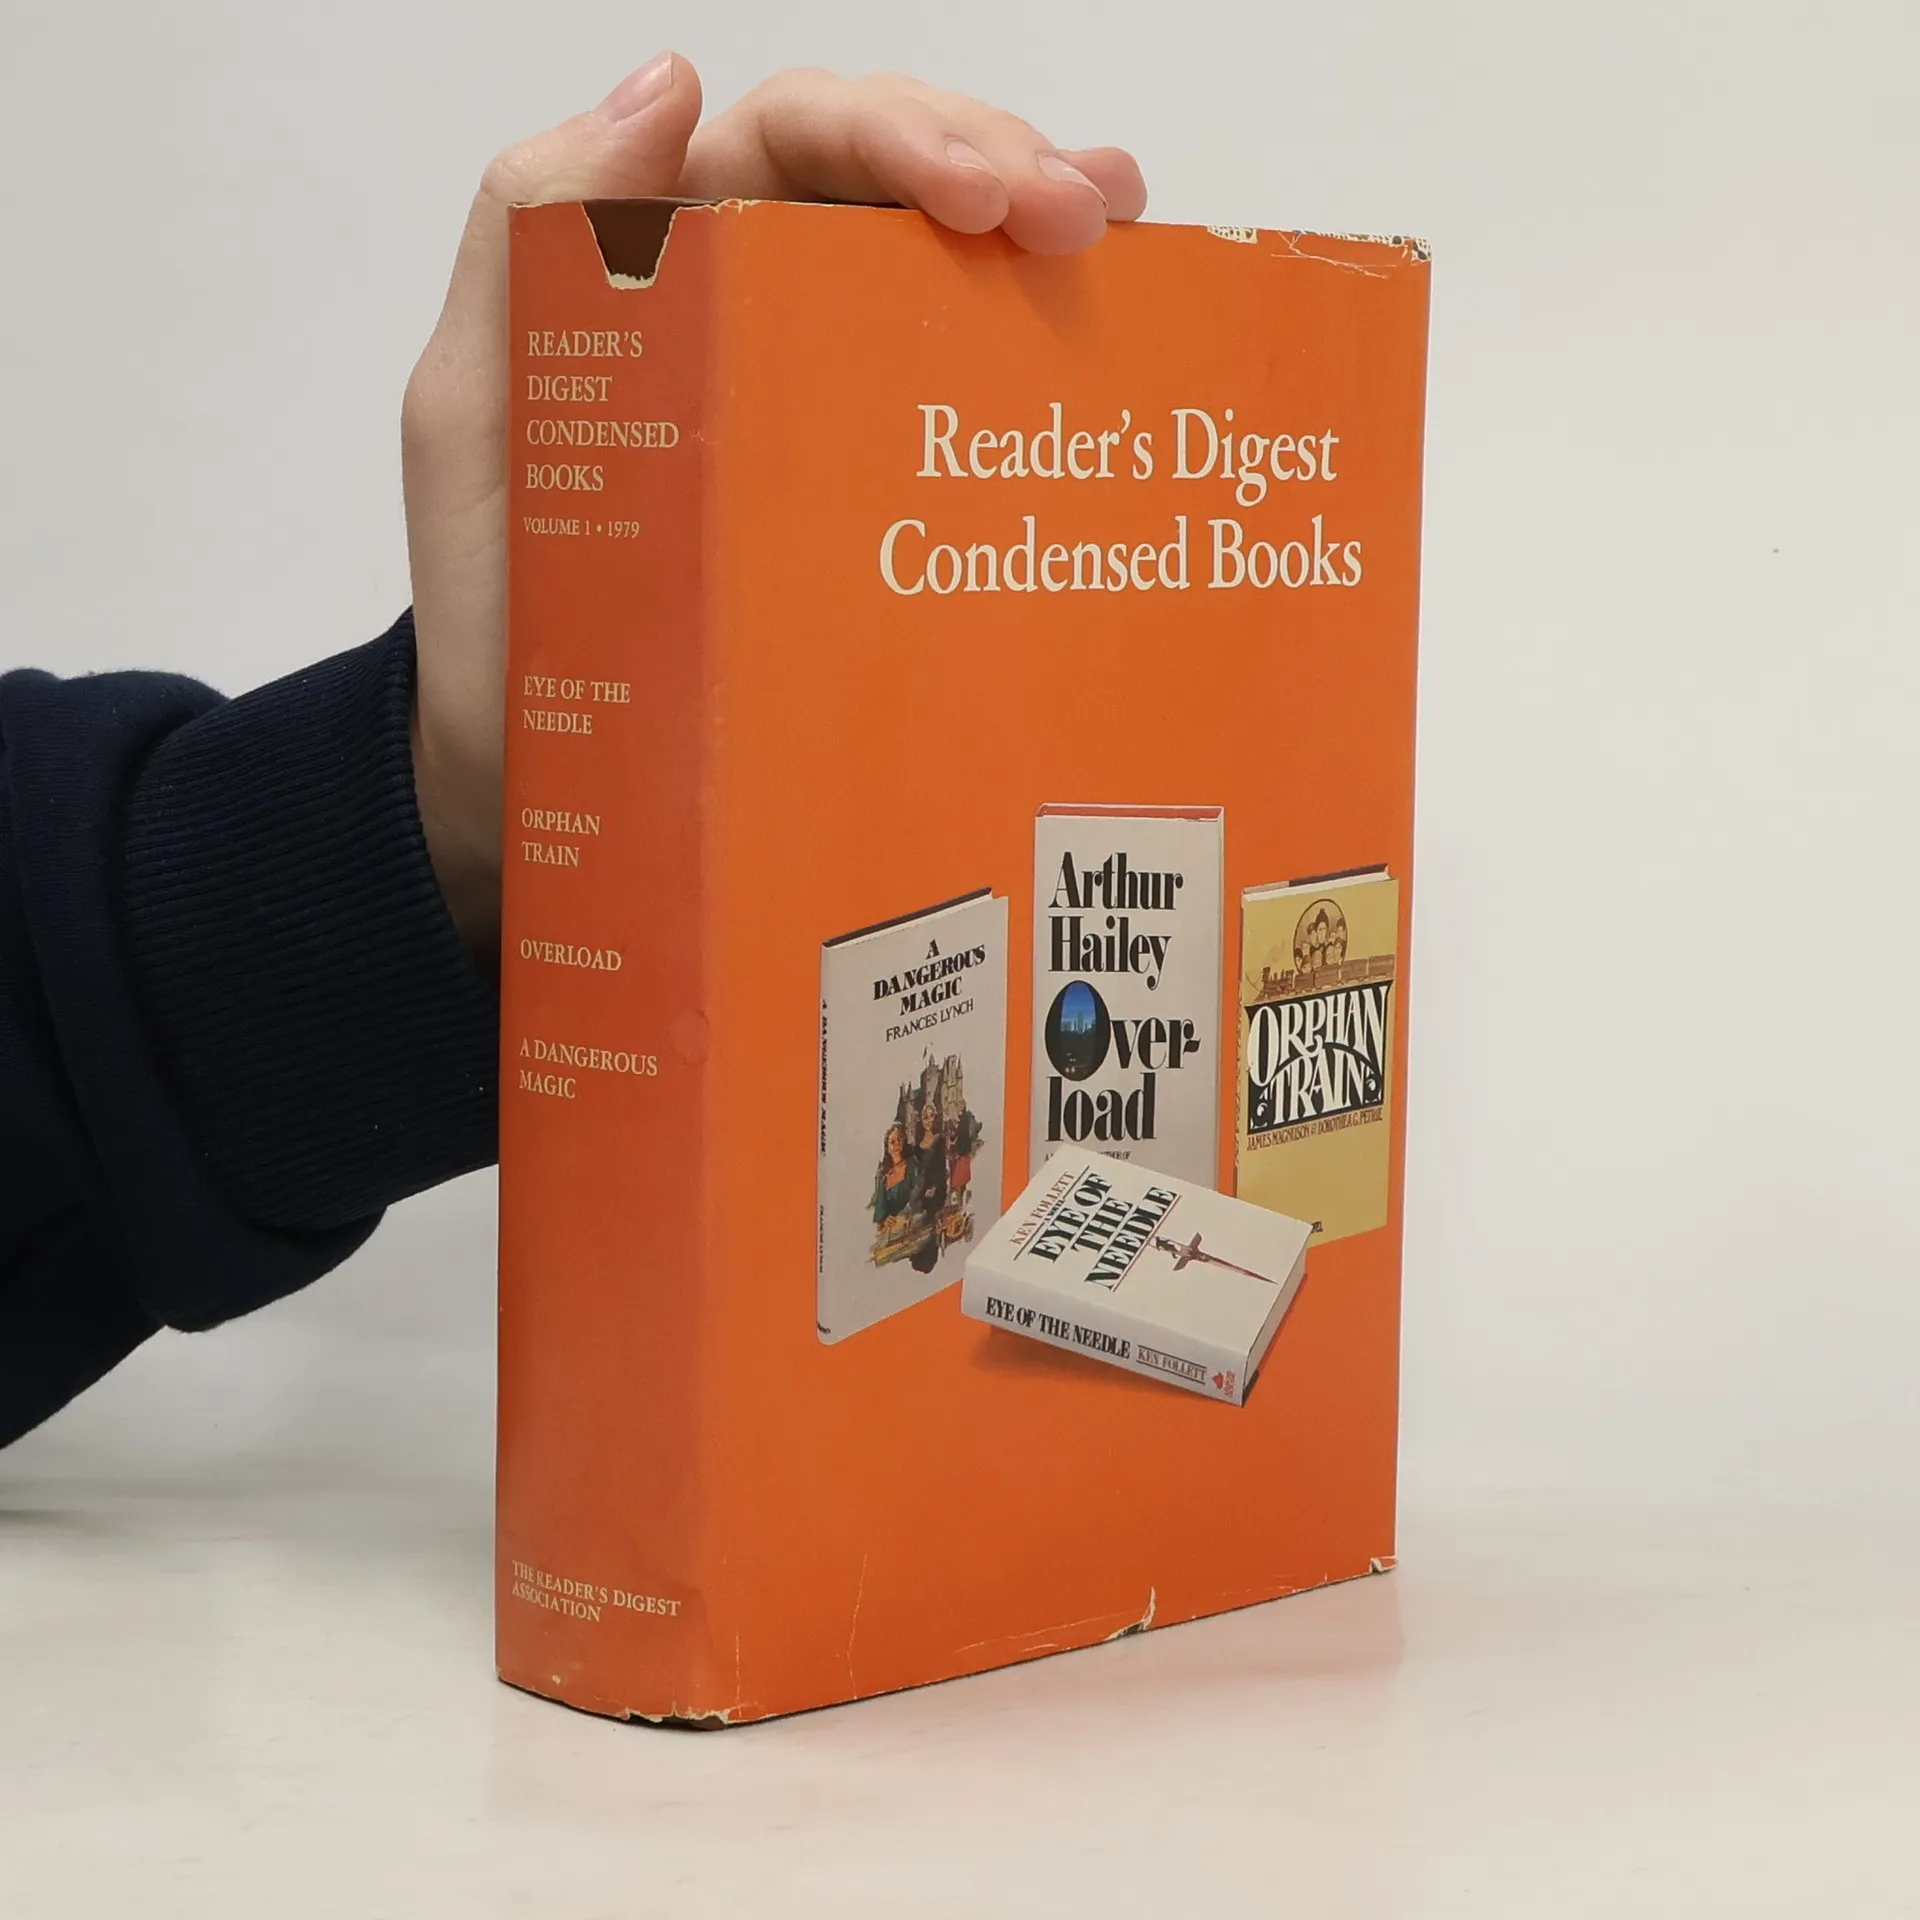 READER'S
DIGEST
CONDENSED
BOOKS
VOLUME 1 • 1979
EYE OF THE
NEEDLE
ORPHAN
TRAIN
OVERLOAD
A DANGEROUS
MAGIC
THE READER'S DIGEST
ASSOCIATION
Reader's Digest
Condensed Books
A
DANGEROUS
MAGIC
FRANCES LYNCH
Arthur
Hailey
Over-
load
ORPHAN
TRAIN
JAMES MAGNUSON & DOROTHEA G. PETRIE
KEN FOLLETT
EYE OF
THE
NEEDLE
EYE OF THE NEEDLE KEN FOLLETT